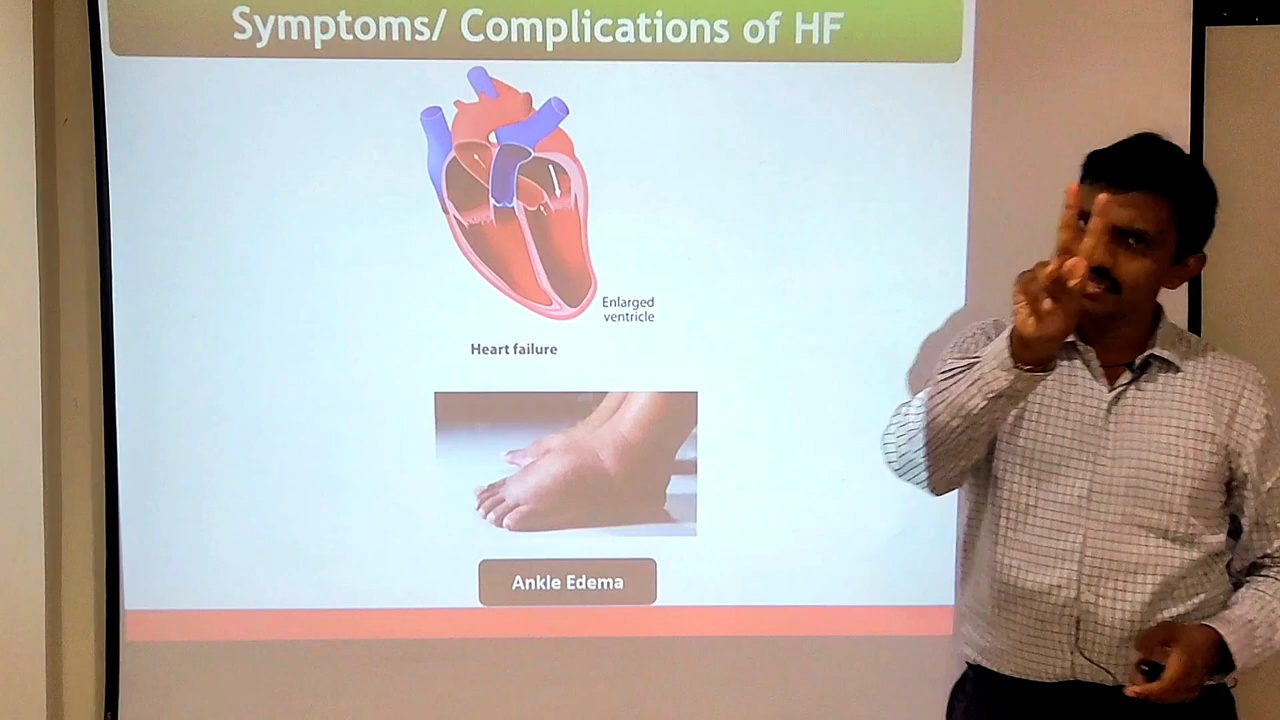 Symptoms/ Complications of HF
Enlarged
ventricle
Heart failure
Ankle Edema